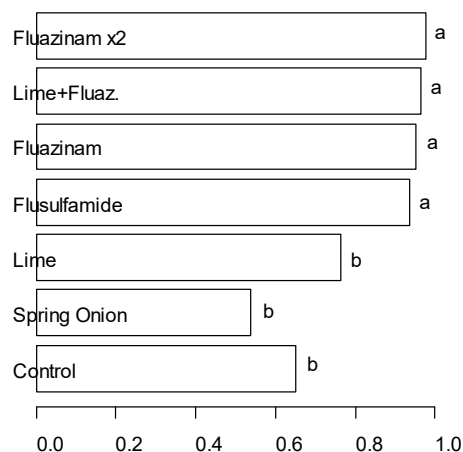 Fluazinam x2 a
Lime+Fluaz. a
Fluazinam a
Flusulfamide a
Lime b
Spring Onion b
Control b
0.0 0.2 0.4 0.6 0.8 1.0